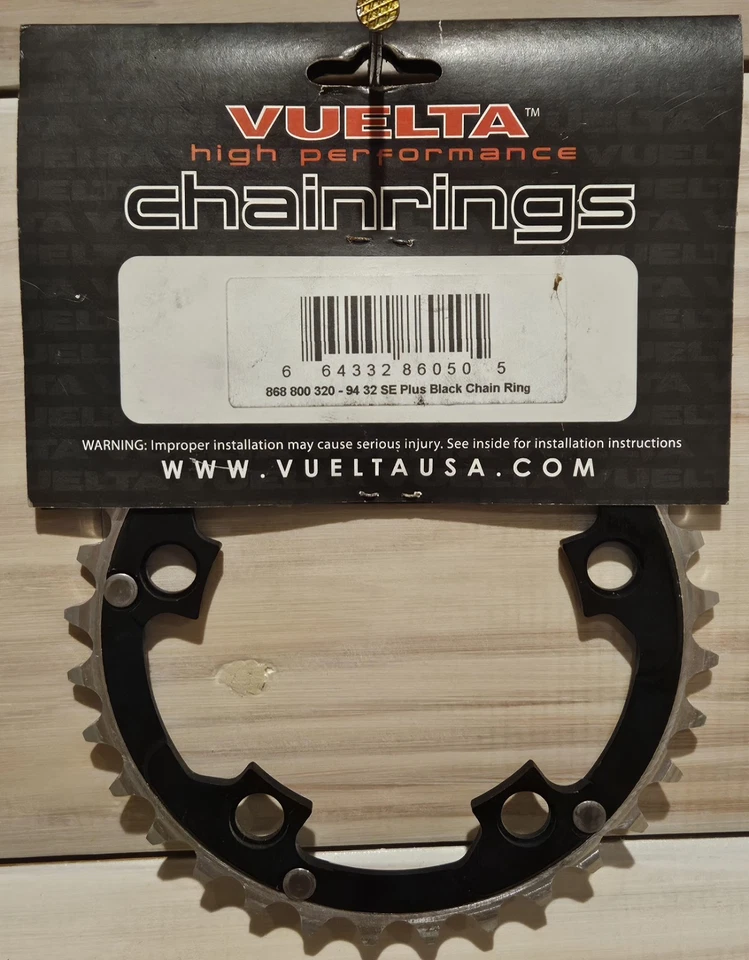 VUELTA™
high performance
chainrings
6 64332 86050 5
868 800 320 - 94 32 SE Plus Black Chain Ring
WARNING: Improper installation may cause serious injury. See inside for installation instructions
WWW.VUELTAUSA.COM